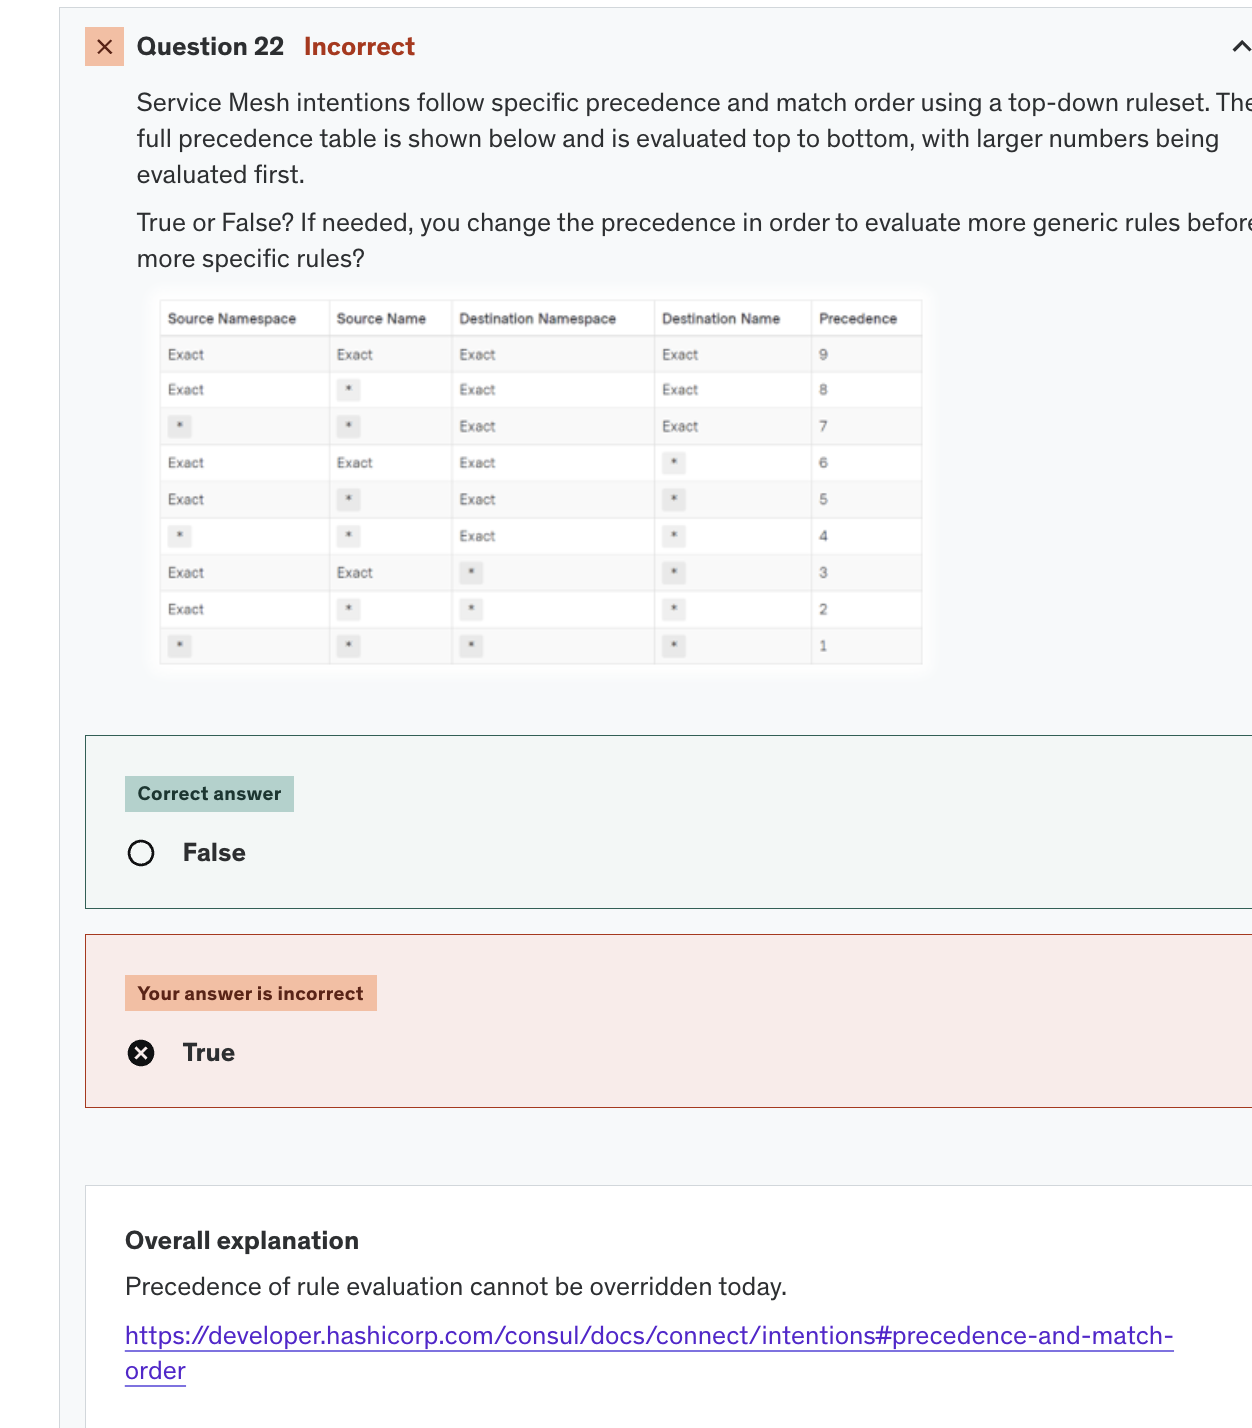 Question 22 Incorrect
Service Mesh intentions follow specific precedence and match order using a top-down ruleset. The
full precedence table is shown below and is evaluated top to bottom, with larger numbers being
evaluated first.
True or False? If needed, you change the precedence in order to evaluate more generic rules before
more specific rules?
Source Namespace Source Name Destination Namespace Destination Name Precedence
Exact Exact Exact Exact 9
Exact * Exact Exact 8
* * Exact Exact 7
Exact Exact Exact * 6
Exact * Exact * 5
* * Exact * 4
Exact Exact * * 3
Exact * * * 2
* * * * 1
Correct answer
False
Your answer is incorrect
True
Overall explanation
Precedence of rule evaluation cannot be overridden today.
https://developer.hashicorp.com/consul/docs/connect/intentions#precedence-and-match-
order